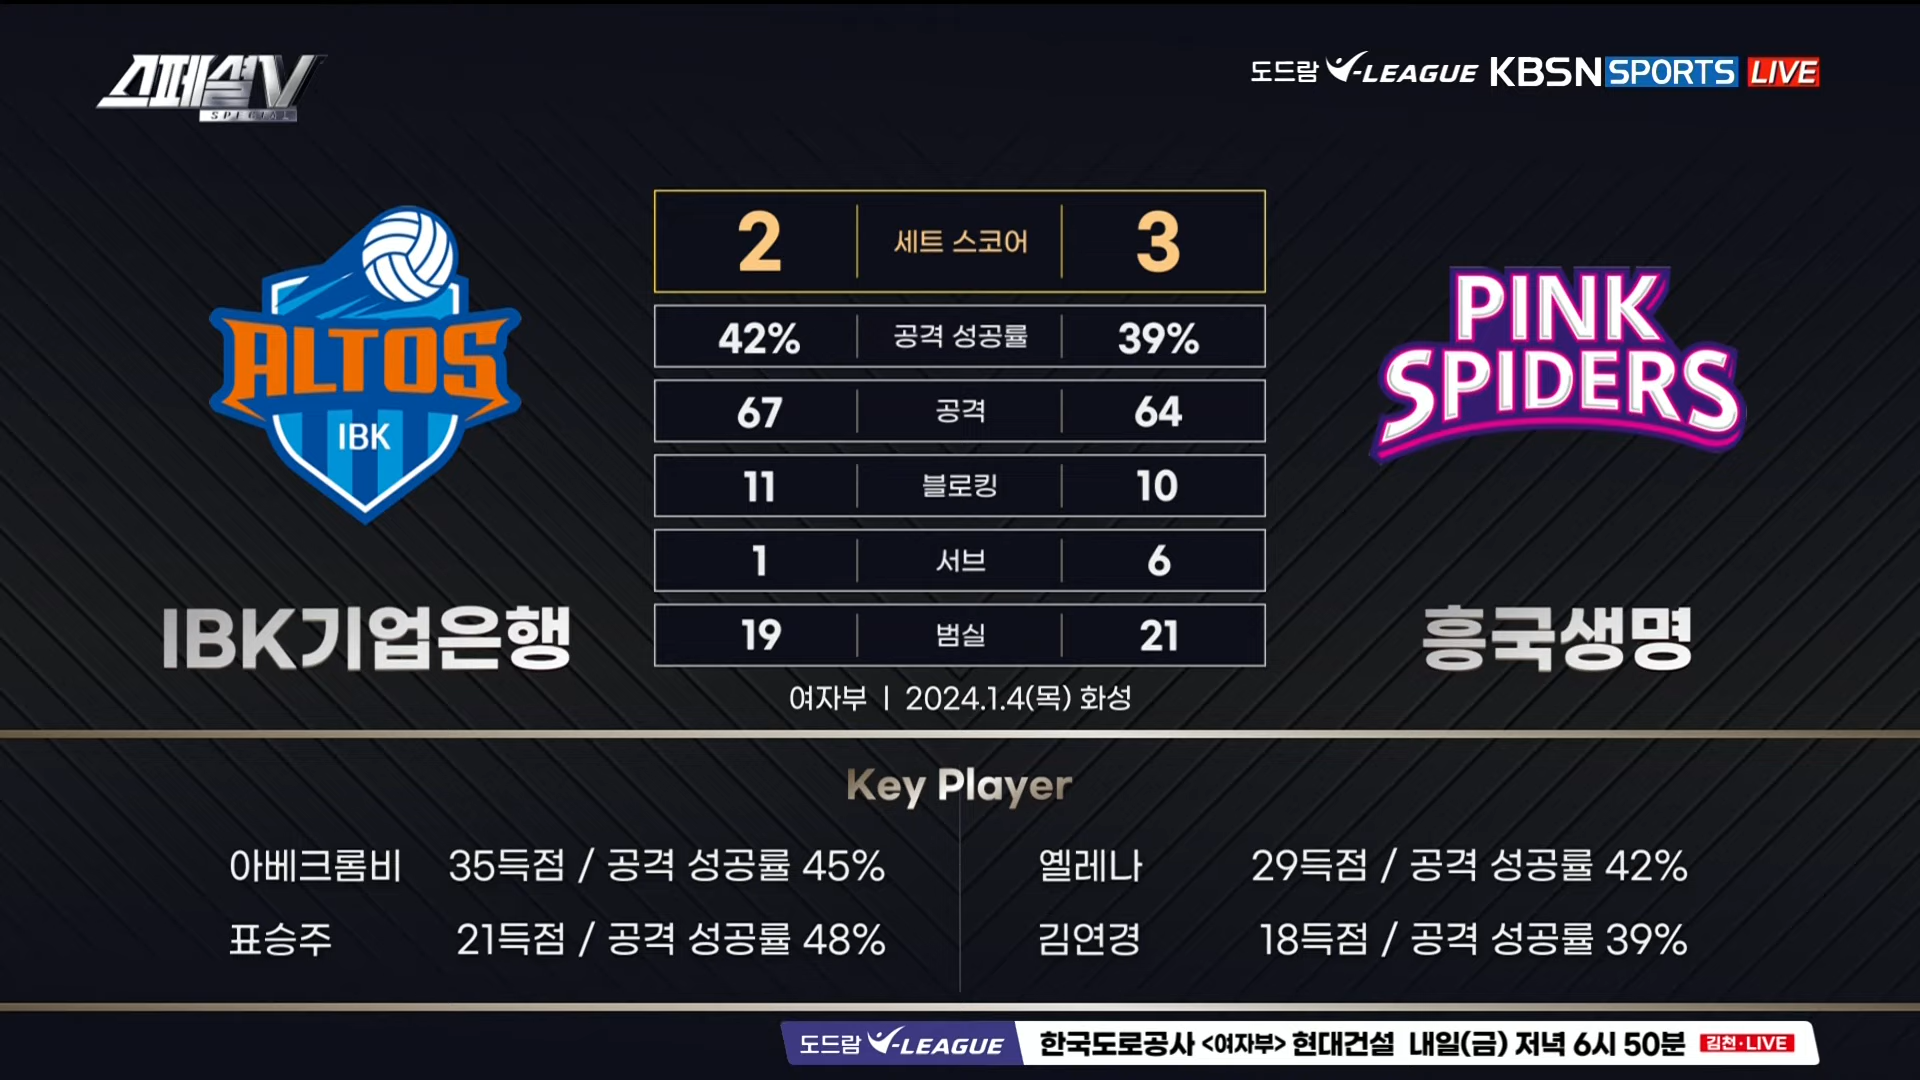 스페셜V
SPECIAL
도드람 V-LEAGUE KBSN SPORTS LIVE
2 세트 스코어 3
42% 공격 성공률 39%
67 공격 64
11 블로킹 10
1 서브 6
19 범실 21
ALTOS
IBK
PINK
SPIDERS
IBK기업은행
흥국생명
여자부 | 2024.1.4(목) 화성
Key Player
아베크롬비 35득점 / 공격 성공률 45%
옐레나 29득점 / 공격 성공률 42%
표승주 21득점 / 공격 성공률 48%
김연경 18득점 / 공격 성공률 39%
도드람 V-LEAGUE 한국도로공사 <여자부> 현대건설 내일(금) 저녁 6시 50분 김천·LIVE